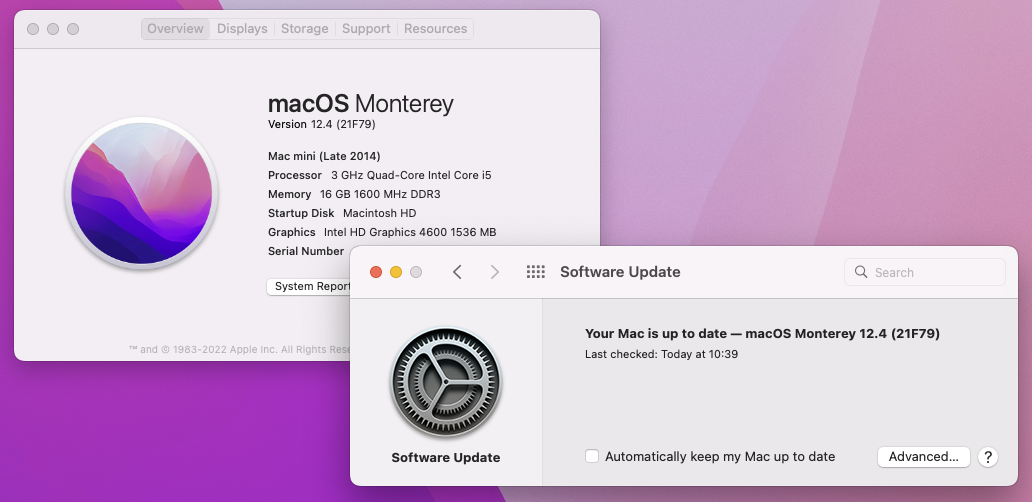 Overview Displays Storage Support Resources
macOS Monterey
Version 12.4 (21F79)
Mac mini (Late 2014)
Processor 3 GHz Quad-Core Intel Core i5
Memory 16 GB 1600 MHz DDR3
Startup Disk Macintosh HD
Graphics Intel HD Graphics 4600 1536 MB
Serial Number
System Report
™ and © 1983-2022 Apple Inc. All Rights Rese
Software Update
Search
Your Mac is up to date — macOS Monterey 12.4 (21F79)
Last checked: Today at 10:39
Software Update
Automatically keep my Mac up to date
Advanced...
?